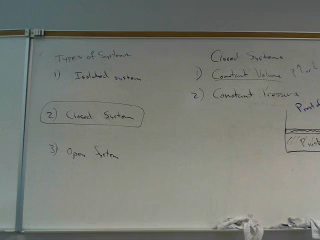 Types of Systems
1) Isolated system
2) Closed System
3) Open System
Closed Systems
1) Constant Volume
2) Constant Pressure